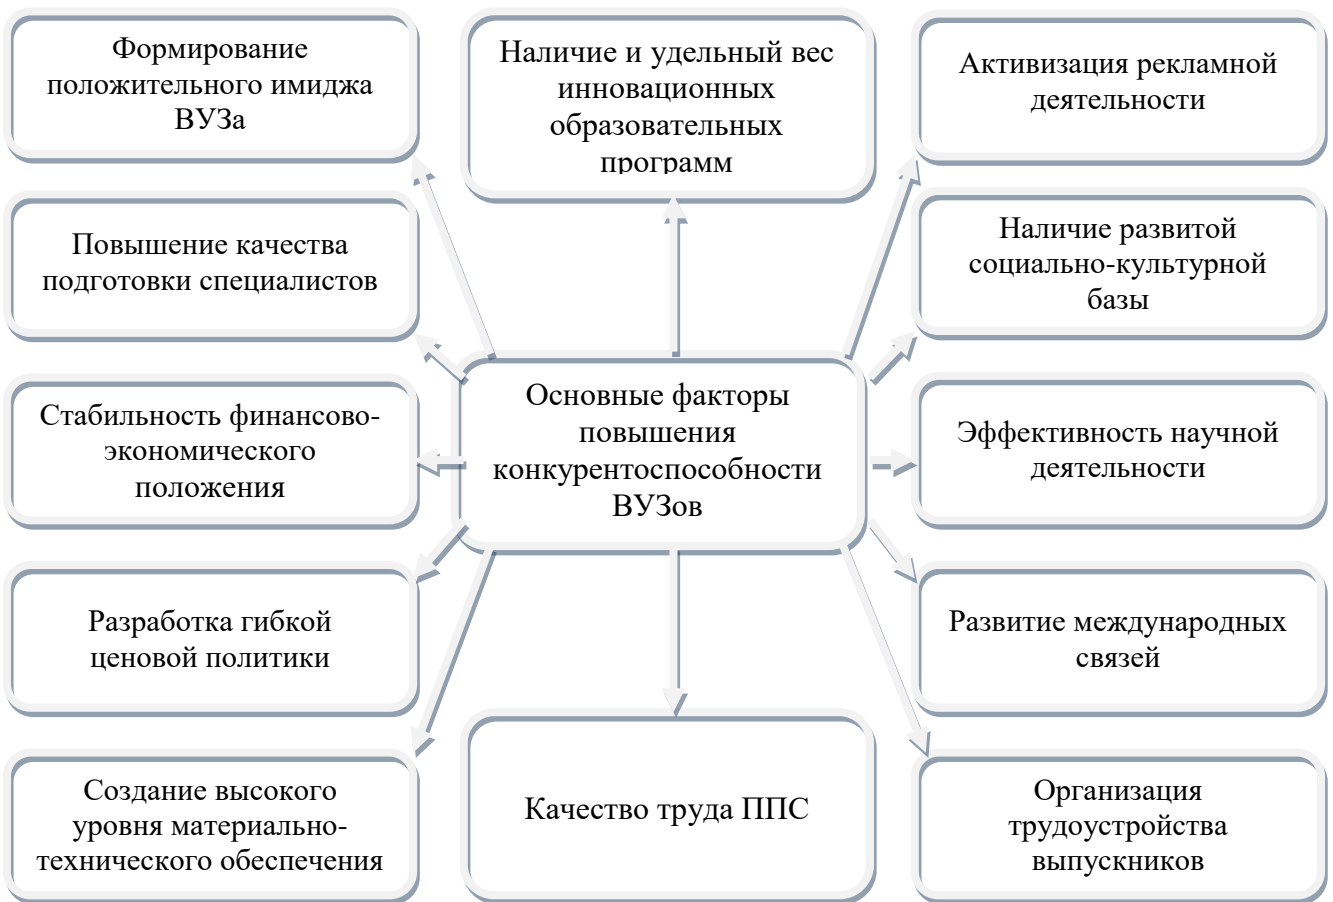 Формирование
положительного имиджа
ВУЗа
Наличие и удельный вес
инновационных
образовательных
программ
Активизация рекламной
деятельности
Повышение качества
подготовки специалистов
Наличие развитой
социально-культурной
базы
Стабильность финансово-
экономического
положения
Основные факторы
повышения
конкурентоспособности
ВУЗов
Эффективность научной
деятельности
Разработка гибкой
ценовой политики
Развитие международных
связей
Создание высокого
уровня материально-
технического обеспечения
Качество труда ППС
Организация
трудоустройства
выпускников